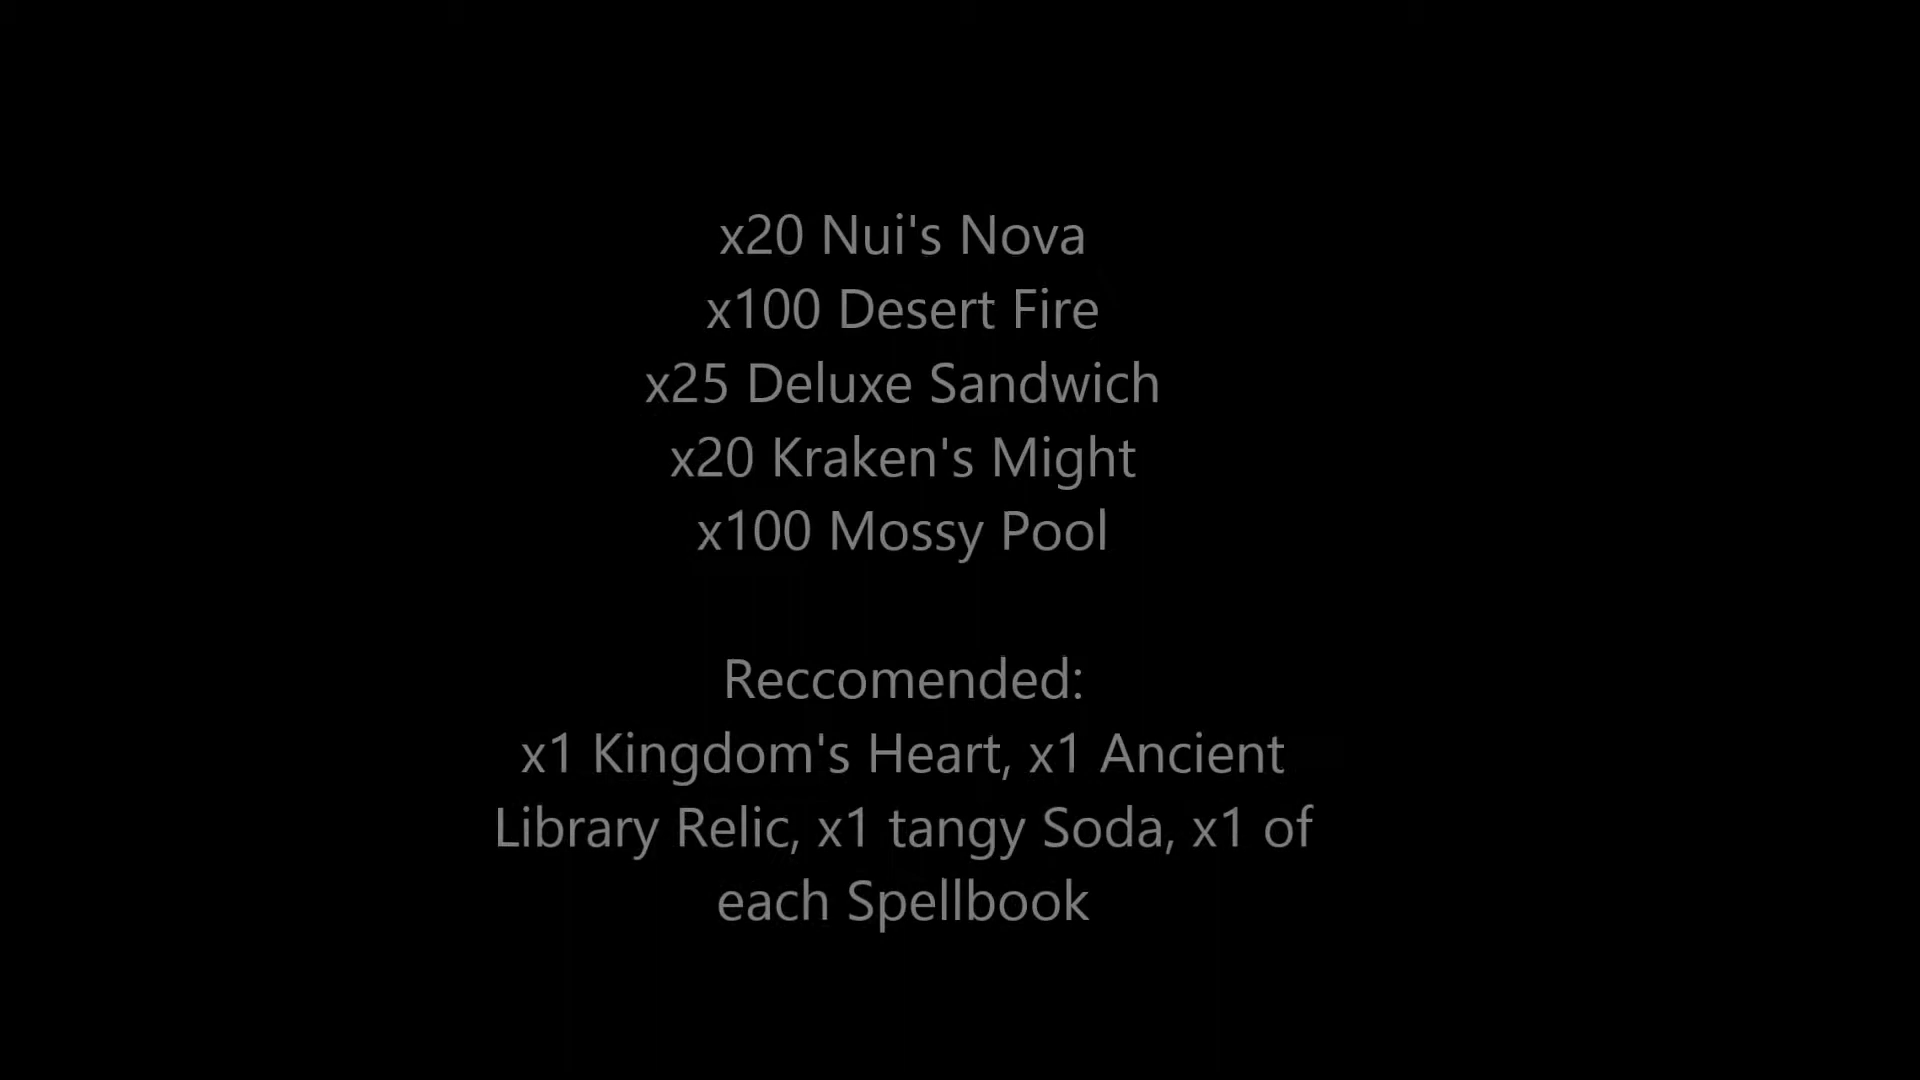 x20 Nui's Nova
x100 Desert Fire
x25 Deluxe Sandwich
x20 Kraken's Might
x100 Mossy Pool
Reccomended:
x1 Kingdom's Heart, x1 Ancient
Library Relic, x1 tangy Soda, x1 of
each Spellbook